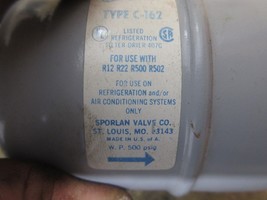 TYPE C-162
LISTED
REFRIGERATION
FILTER DRIER
FOR USE WITH
R12 R22 R500 R502
FOR USE ON
REFRIGERATION and/or
AIR CONDITIONING SYSTEMS
ONLY
SPORLAN VALVE CO.
ST. LOUIS, MO. 63143
MADE IN U.S. of A.
W. P. 500 psig